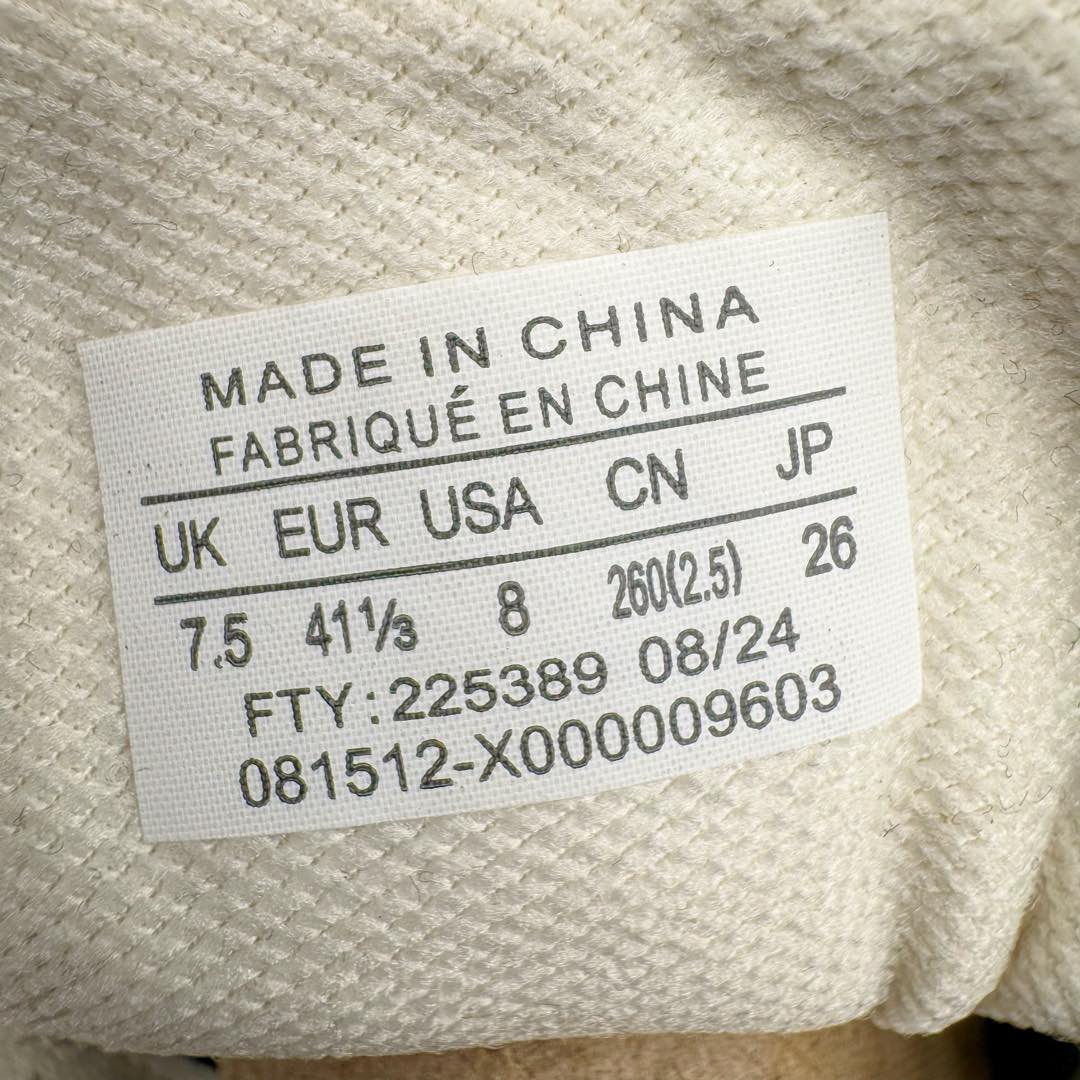 MADE IN CHINA
FABRIQUÉ EN CHINE
UK EUR USA CN JP
7.5 41⅓ 8 260(2.5) 26
FTY:225389 08/24
081512-X000009603